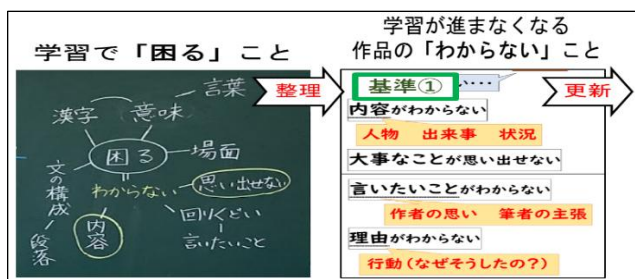 学習で「困る」こと
整理
言葉
漢字
意味
困る
場面
文の構成
わからない
思い出せない
段落
内容
回りくどい
言いたいこと
学習が進まなくなる
作品の「わからない」こと
更新
基準①
い・・・
内容がわからない
人物 出来事 状況
大事なことが思い出せない
言いたいことがわからない
作者の思い 筆者の主張
理由がわからない
行動(なぜそうしたの?)